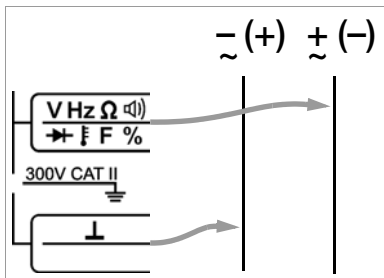 − (+) + (−)
~ ~
V Hz Ω
F %
300V CAT II